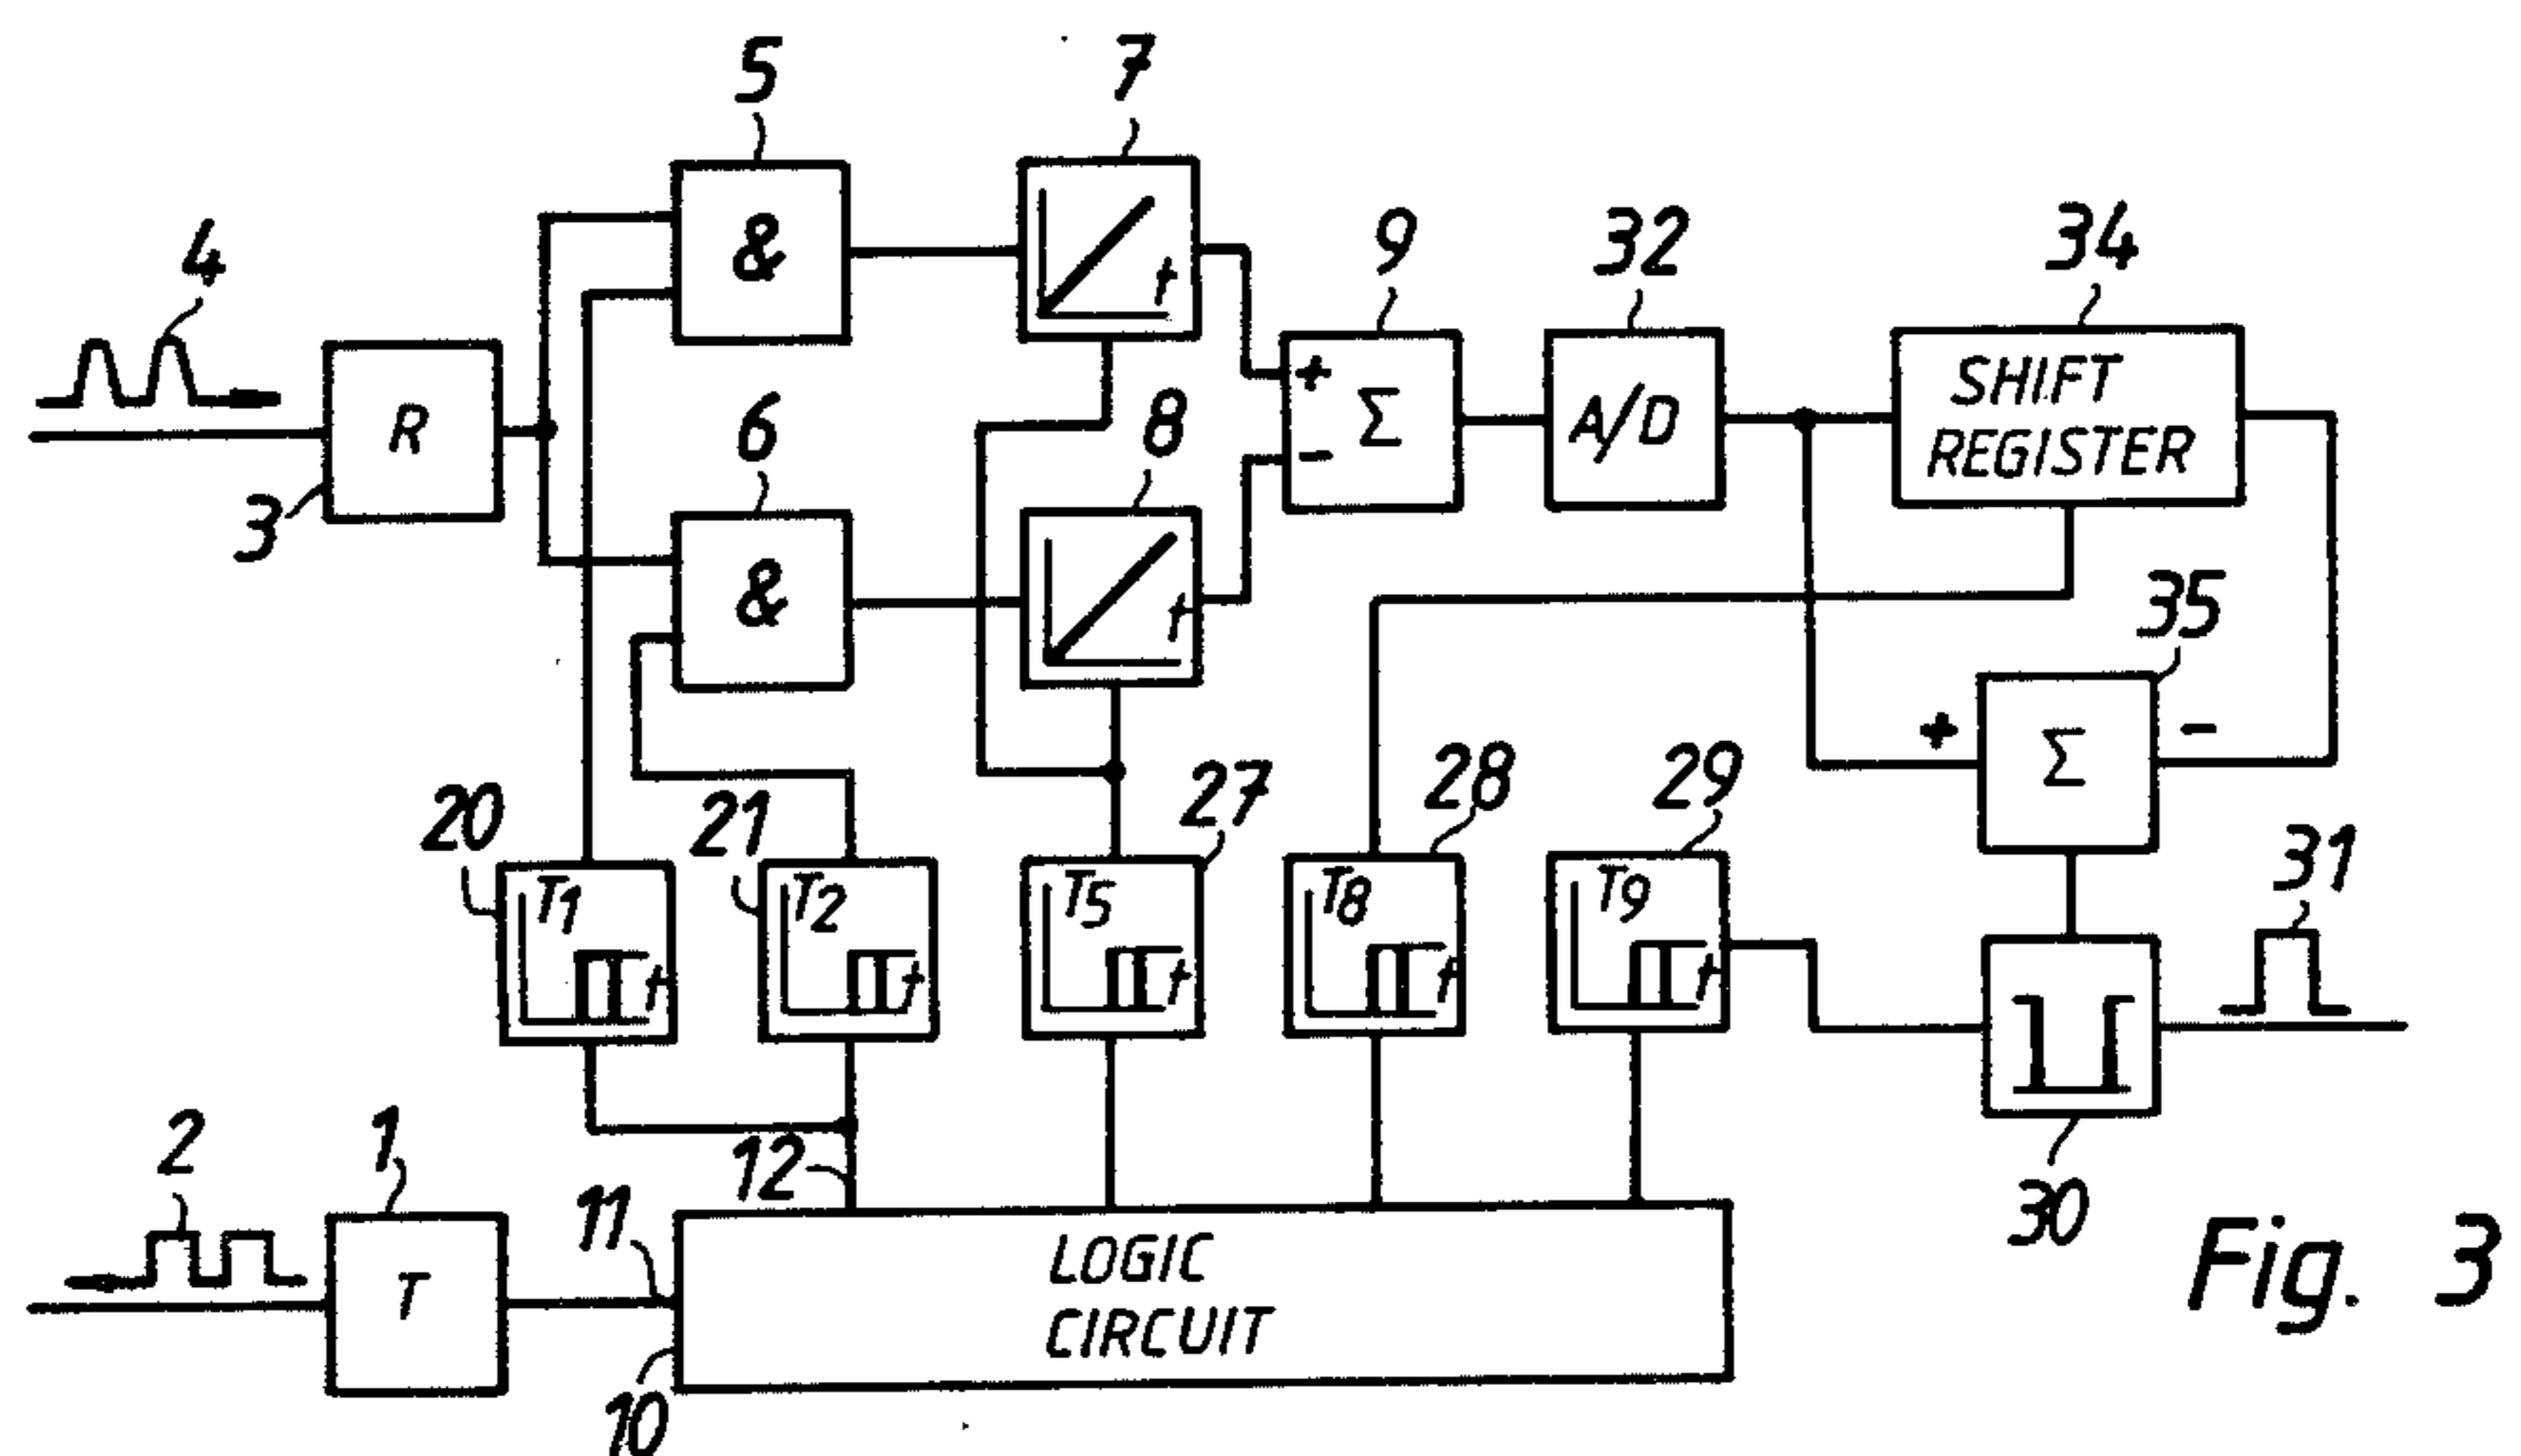 5
7
4
&
t
9
32
34
R
3
+
-
Σ
A/D
SHIFT
REGISTER
6
8
&
t
35
+
-
Σ
20
21
27
28
29
31
T1
t
T2
t
T5
t
T8
t
T9
t
2
1
12
11
30
T
LOGIC
CIRCUIT
10
Fig. 3